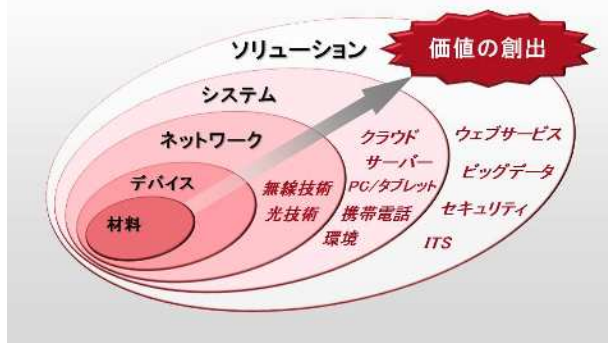 ソリューション
価値の創出
システム
ネットワーク
デバイス
材料
無線技術
光技術
クラウド
サーバー
PC/タブレット
携帯電話
環境
ウェブサービス
ビッグデータ
セキュリティ
ITS